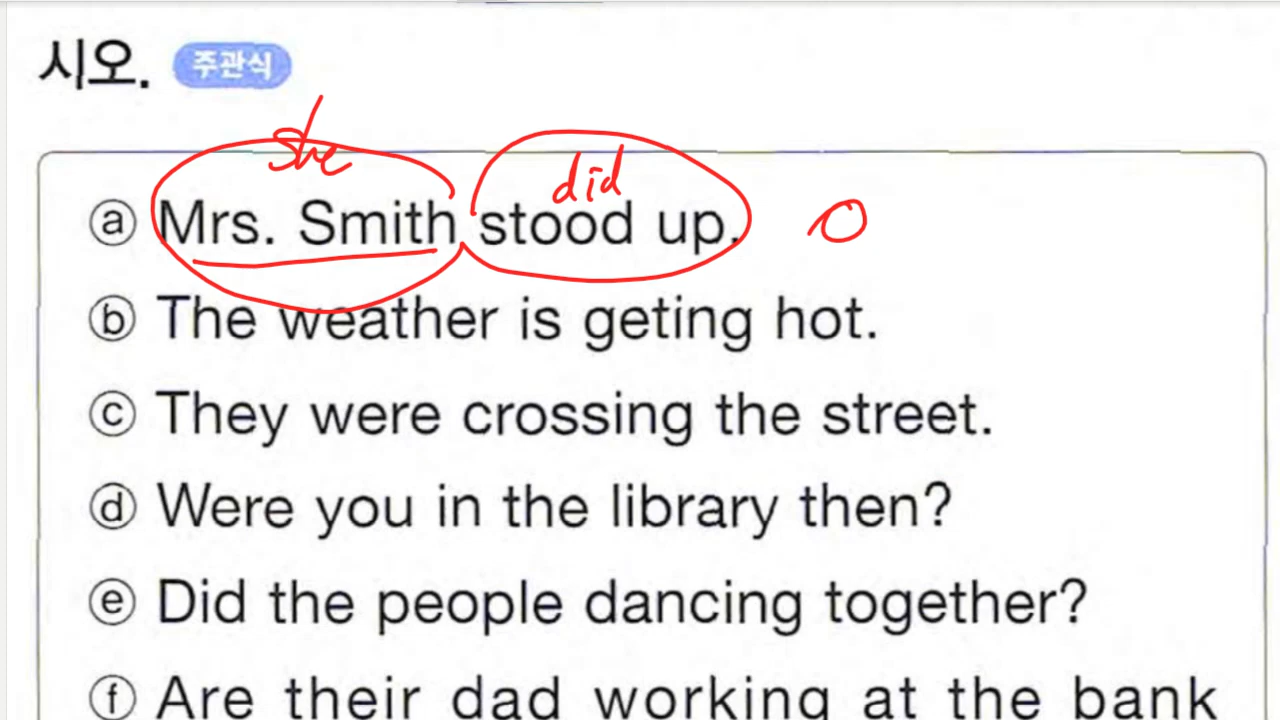 시오. 주관식
she did
ⓐ Mrs. Smith stood up. O
ⓑ The weather is geting hot.
ⓒ They were crossing the street.
ⓓ Were you in the library then?
ⓔ Did the people dancing together?
ⓕ Are their dad working at the bank